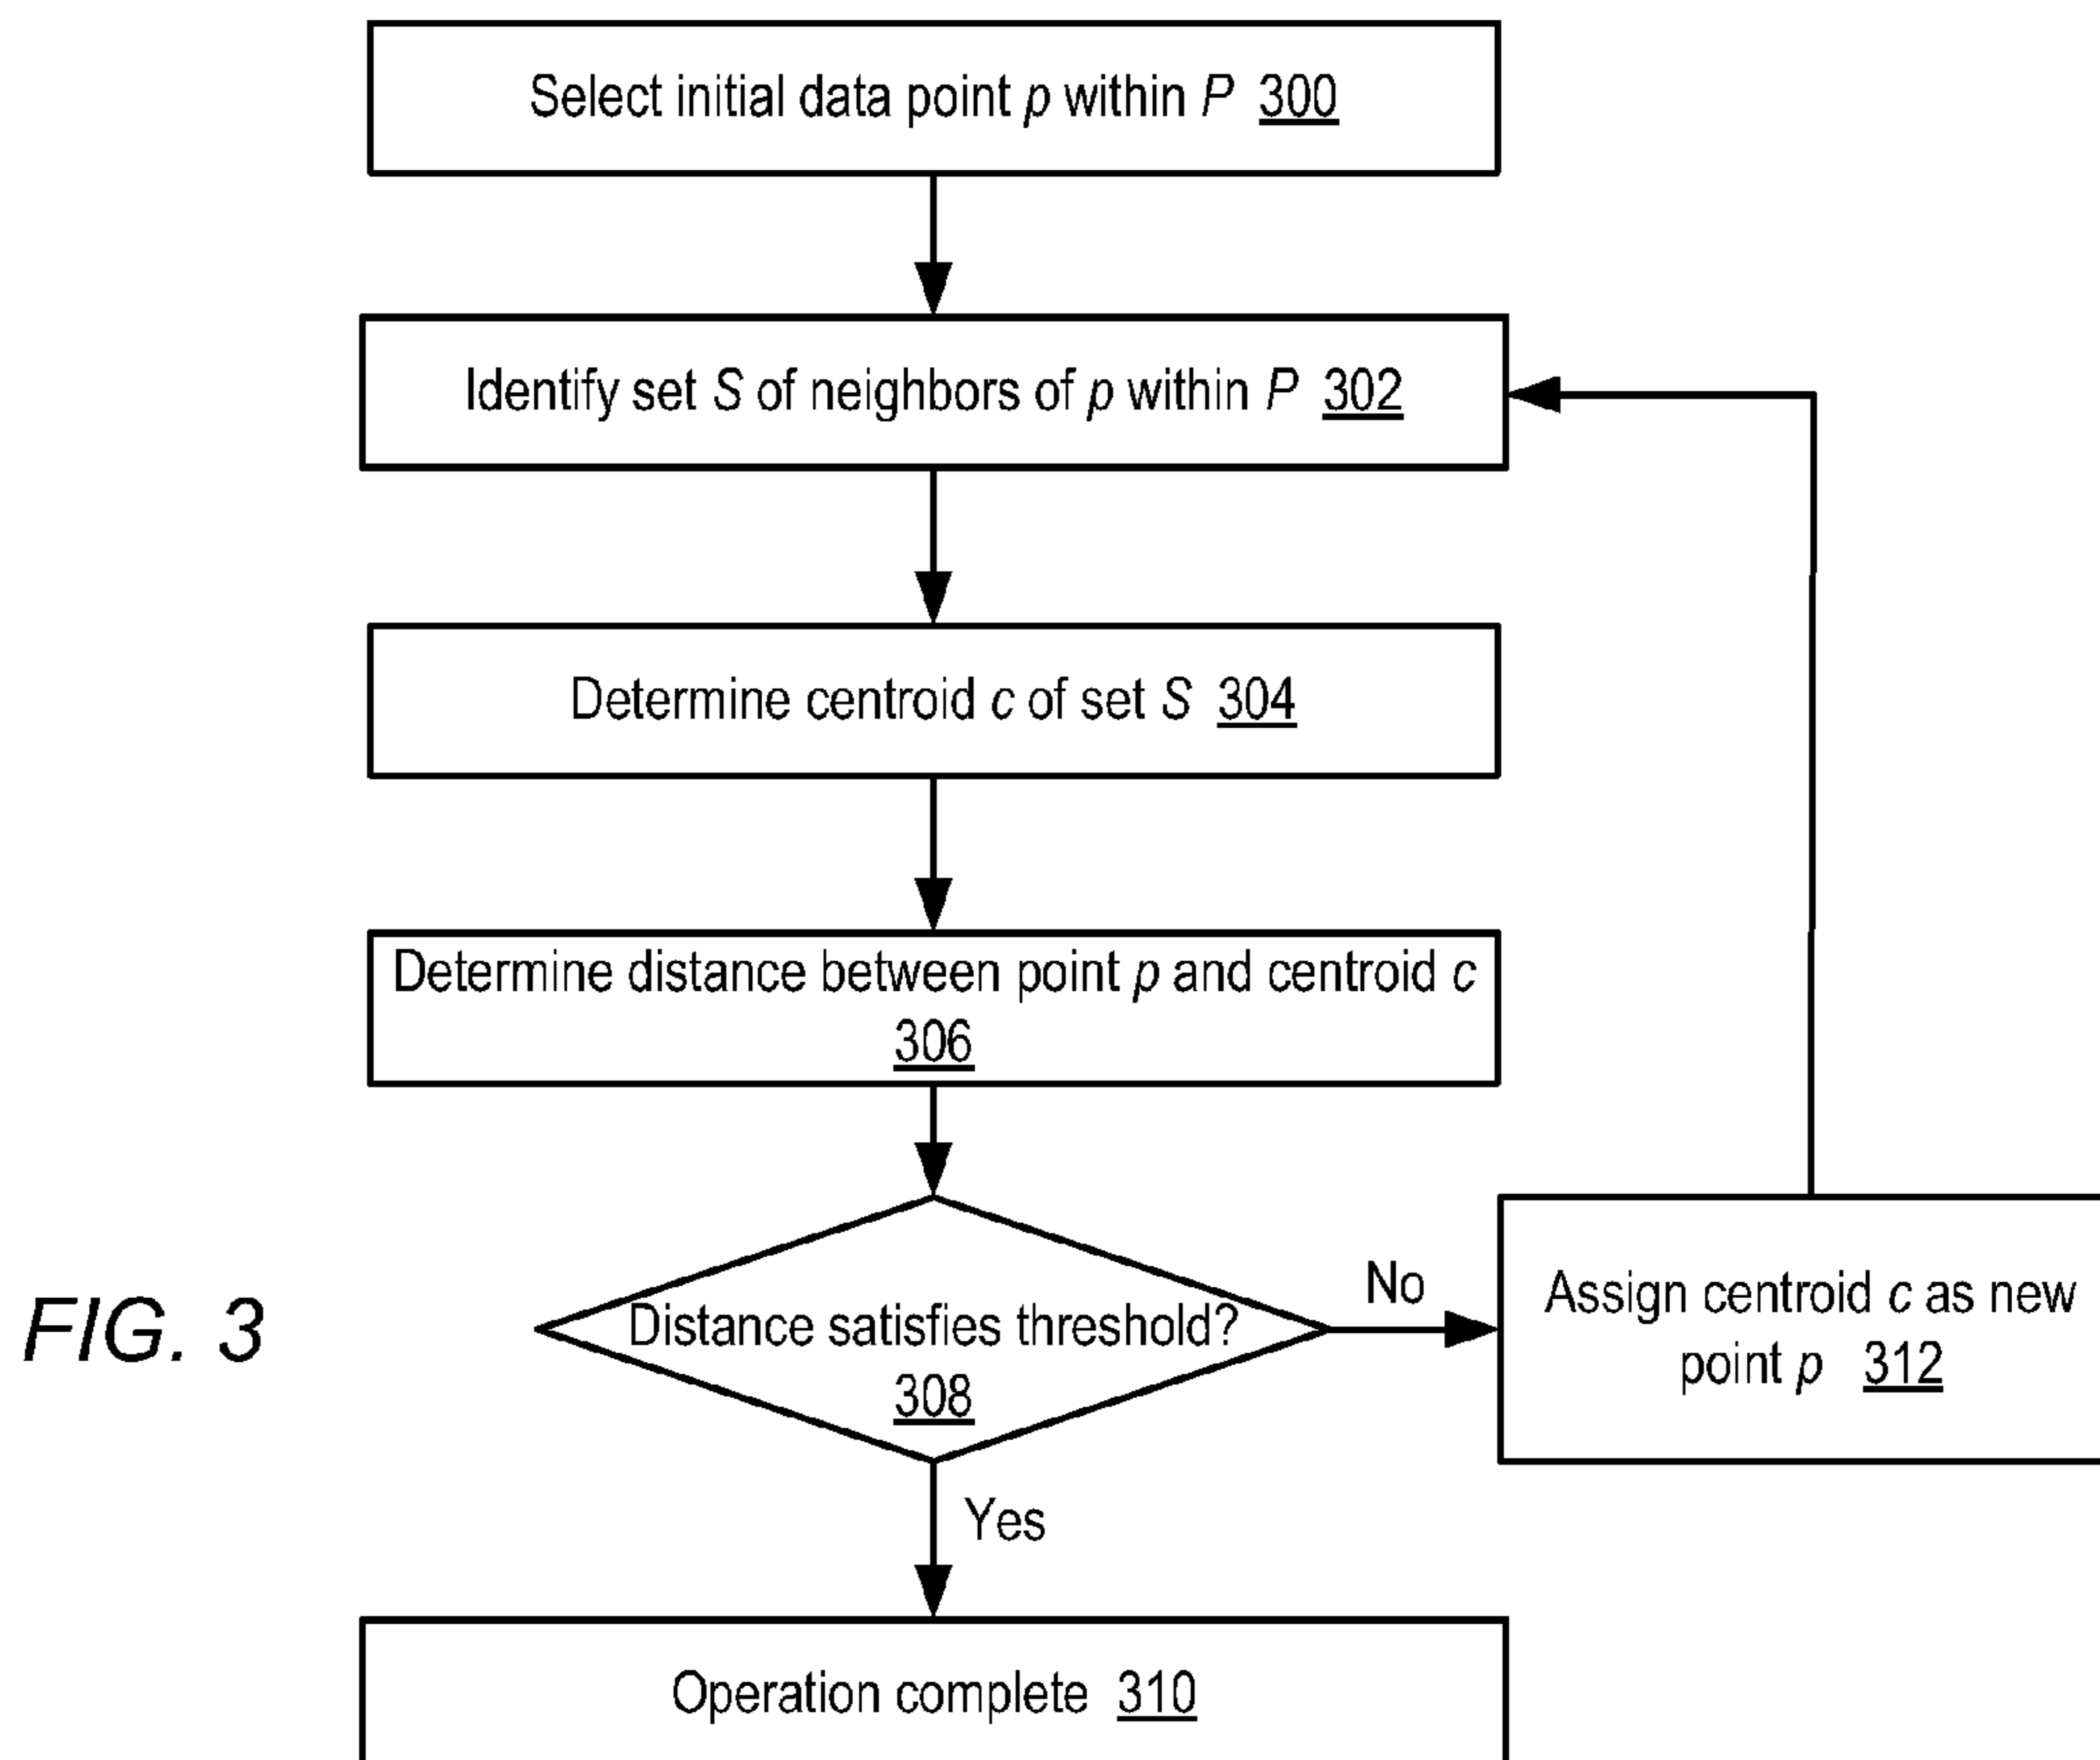 Select initial data point p within P 300
Identify set S of neighbors of p within P 302
Determine centroid c of set S 304
Determine distance between point p and centroid c
306
Distance satisfies threshold?
308
No
Assign centroid c as new
point p 312
Yes
Operation complete 310
FIG. 3